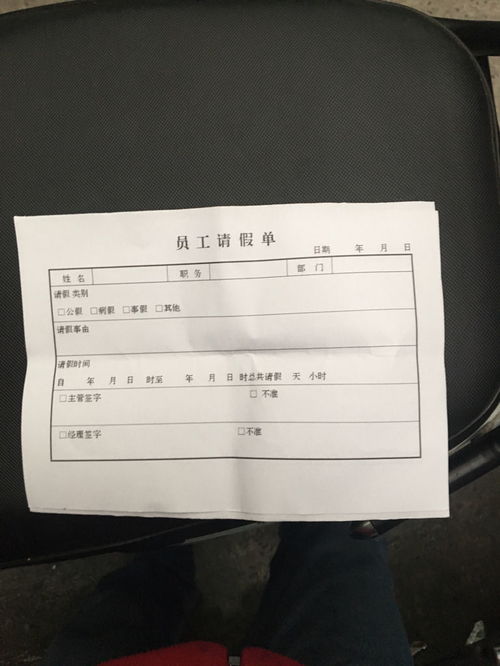 员工请假单
日期 年 月 日
姓 名 职 务 部 门
请假 类别
□公假 □病假 □事假 □其他
请假事由
请假时间
自 年 月 日 时至 年 月 日 时总共请假 天 小时
□主管签字 □ 不准
□经理签字 □不准